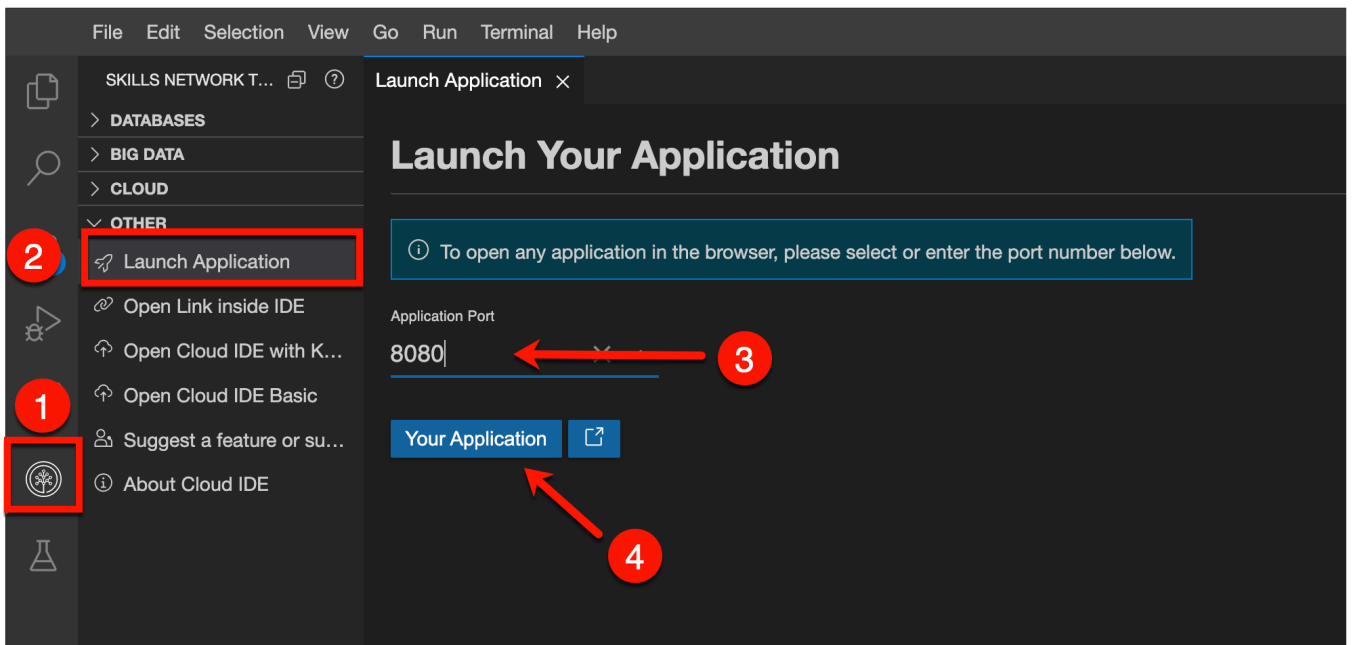 File Edit Selection View Go Run Terminal Help
SKILLS NETWORK T...
Launch Application
DATABASES
BIG DATA
CLOUD
OTHER
2
Launch Application
Open Link inside IDE
Open Cloud IDE with K...
1
Open Cloud IDE Basic
Suggest a feature or su...
About Cloud IDE
Launch Your Application
To open any application in the browser, please select or enter the port number below.
Application Port
8080
3
Your Application
4